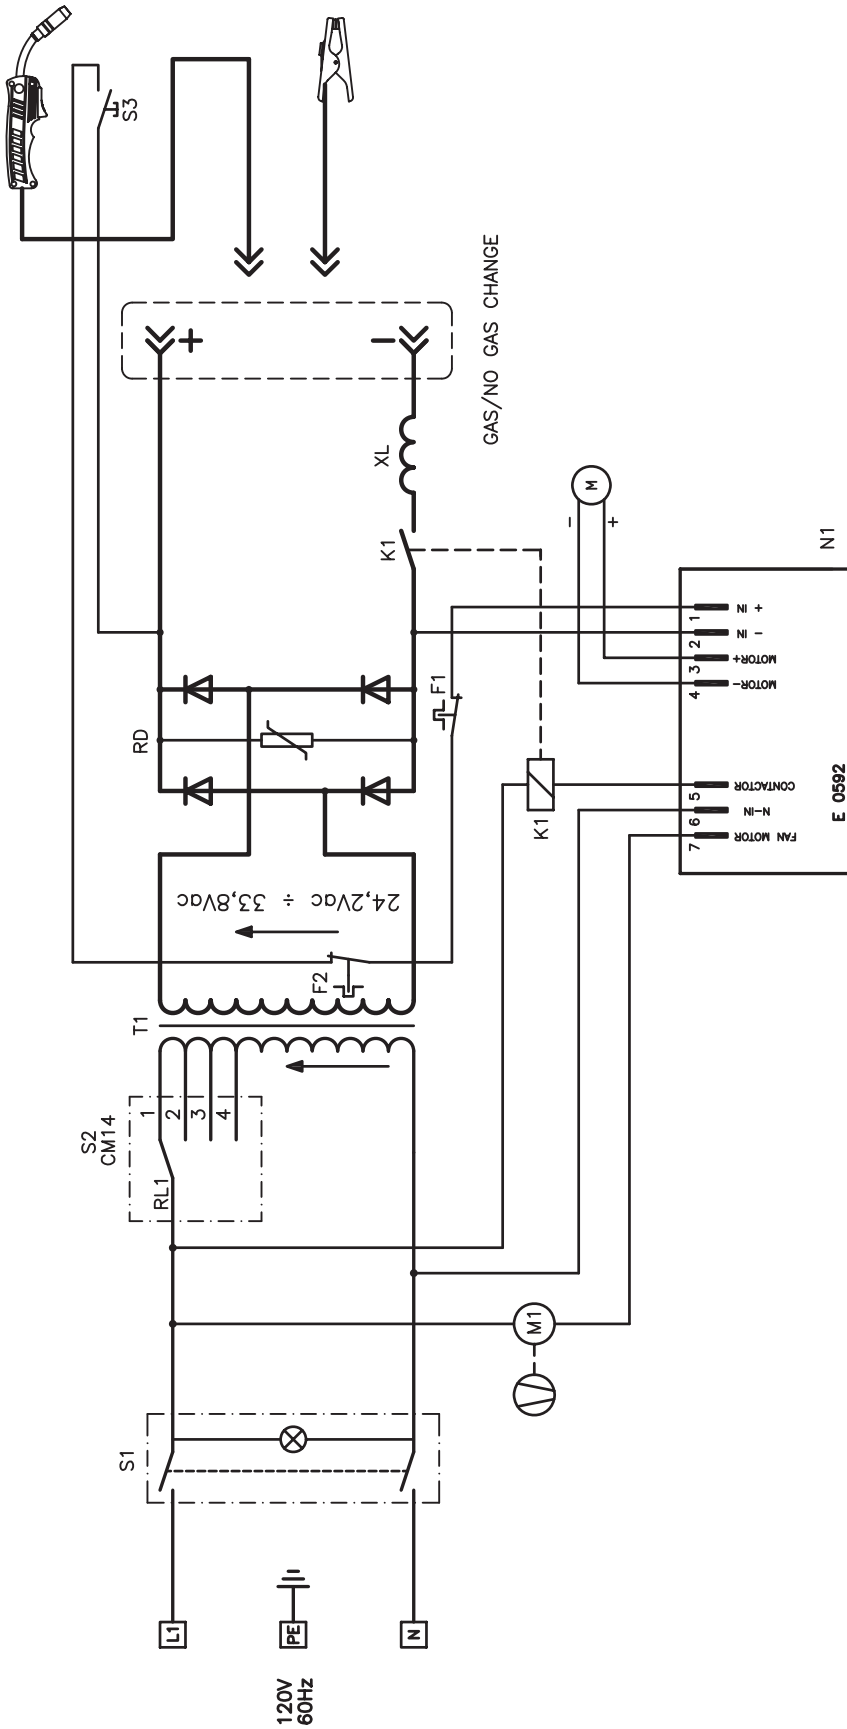 120V
60Hz
L1
PE
N
S1
M1
S2
CM14
RL1
1
2
3
4
T1
F2
24,2Vac ÷ 33,8Vac
RD
F1
K1
K1
XL
+
−
GAS/NO GAS CHANGE
S3
M
−
+
N1
1
+ IN
2
- IN
3
MOTOR+
4
MOTOR-
5
CONTACTOR
6
N-IN
7
FAN MOTOR
E 0592